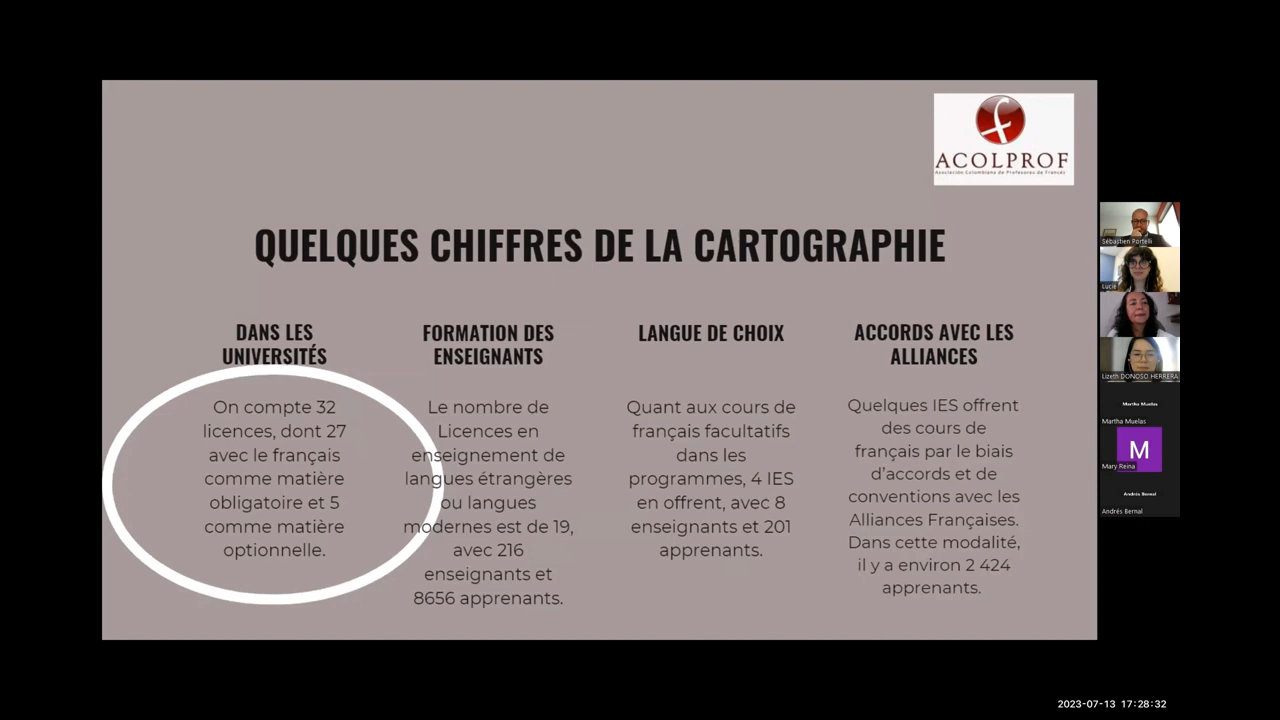 ACOLPROF
Asociación Colombiana de Profesores de Francés
QUELQUES CHIFFRES DE LA CARTOGRAPHIE
DANS LES
UNIVERSITÉS
On compte 32
licences, dont 27
avec le français
comme matière
obligatoire et 5
comme matière
optionnelle.
FORMATION DES
ENSEIGNANTS
Le nombre de
Licences en
enseignement de
langues étrangères
ou langues
modernes est de 19,
avec 216
enseignants et
8656 apprenants.
LANGUE DE CHOIX
Quant aux cours de
français facultatifs
dans les
programmes, 4 IES
en offrent, avec 8
enseignants et 201
apprenants.
ACCORDS AVEC LES
ALLIANCES
Quelques IES offrent
des cours de
français par le biais
d'accords et de
conventions avec les
Alliances Françaises.
Dans cette modalité,
il y a environ 2 424
apprenants.
Sébastien Portelli
Lucie
Lizeth DONOSO HERRERA
Martha Muelas
Martha Muelas
M
Mary Reina
Andrés Bernal
Andrés Bernal
2023-07-13 17:28:32